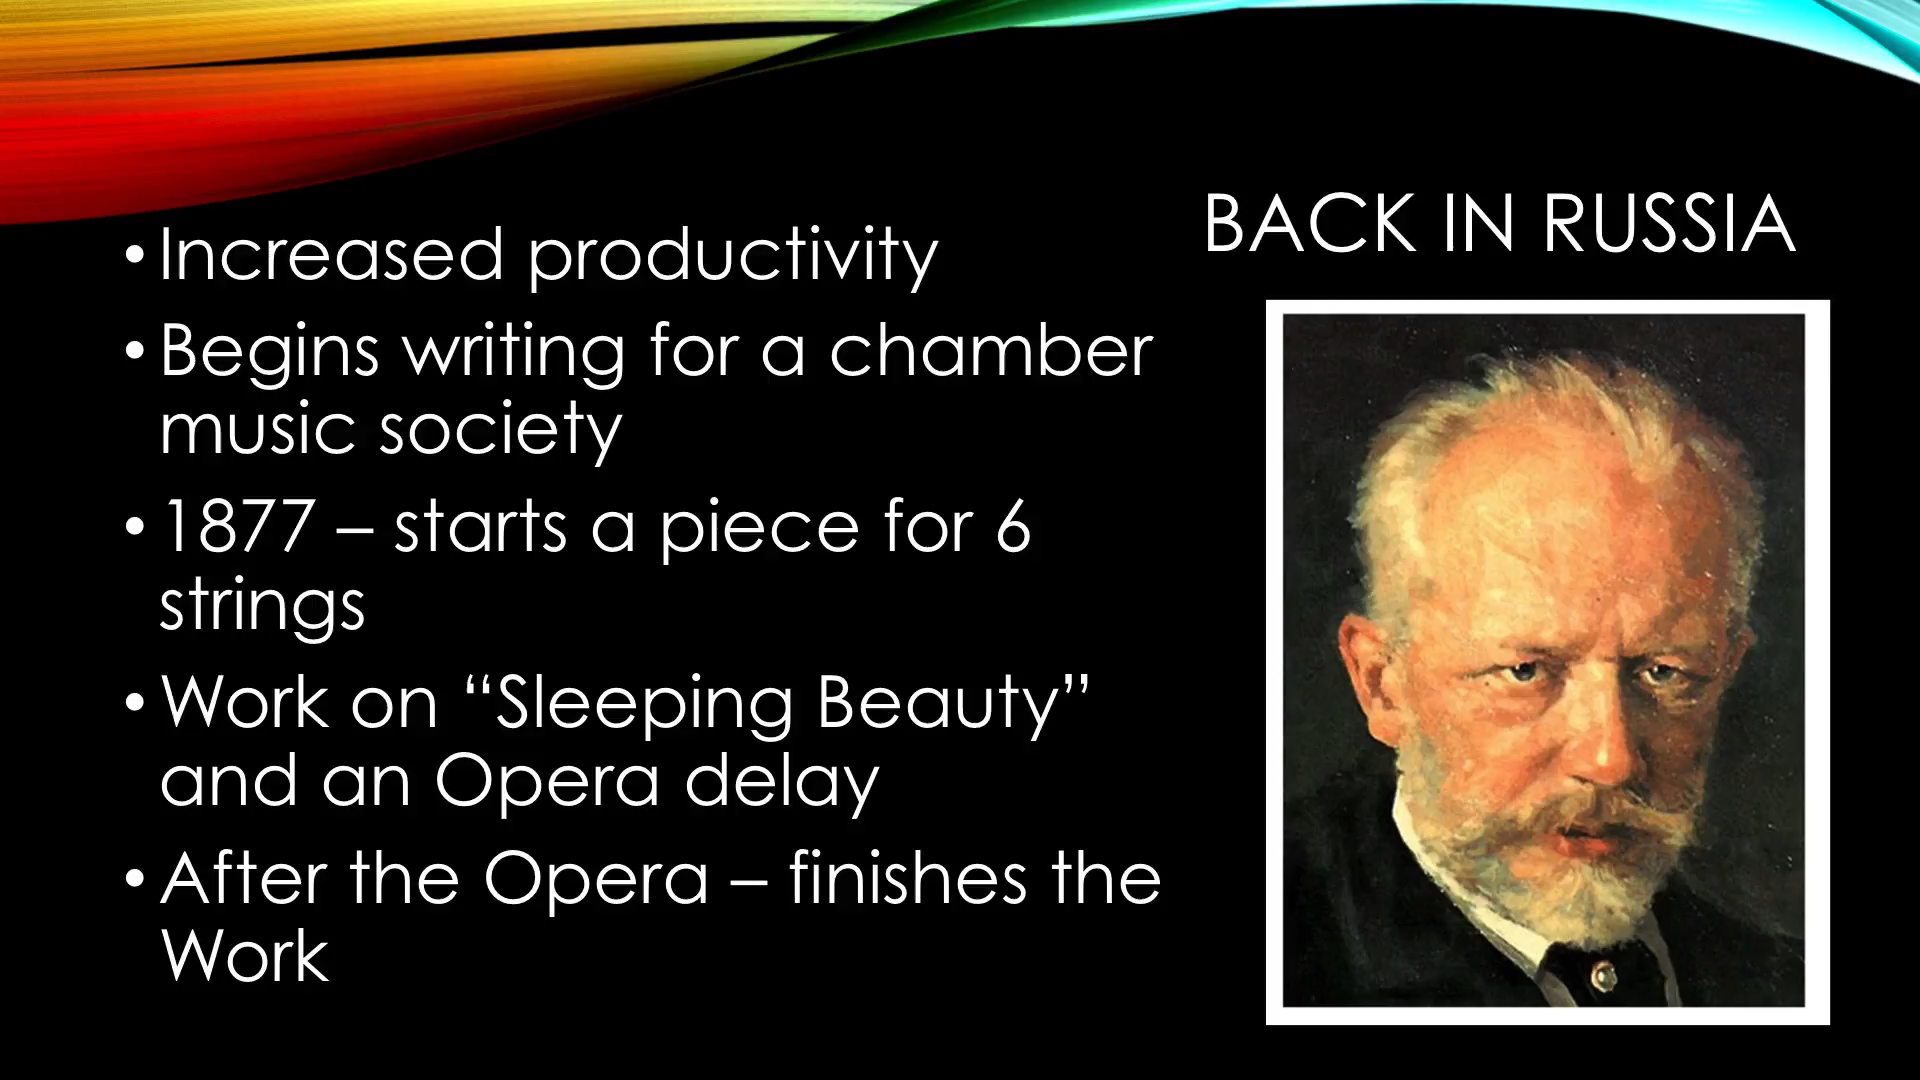 BACK IN RUSSIA
• Increased productivity
• Begins writing for a chamber
music society
• 1877 – starts a piece for 6
strings
• Work on “Sleeping Beauty”
and an Opera delay
• After the Opera – finishes the
Work